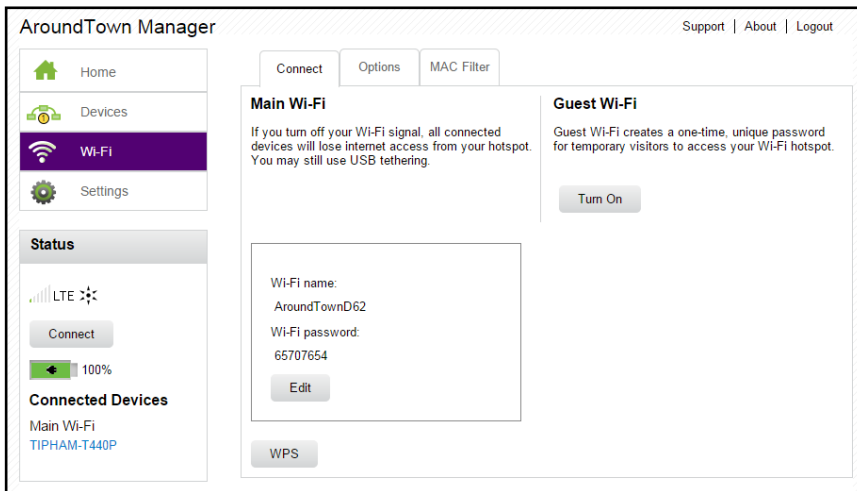 AroundTown Manager
Support | About | Logout
Home
Devices
Wi-Fi
Settings
Status
LTE
Connect
100%
Connected Devices
Main Wi-Fi
TIPHAM-T440P
Connect
Options
MAC Filter
Main Wi-Fi
If you turn off your Wi-Fi signal, all connected
devices will lose internet access from your hotspot.
You may still use USB tethering.
Guest Wi-Fi
Guest Wi-Fi creates a one-time, unique password
for temporary visitors to access your Wi-Fi hotspot.
Turn On
Wi-Fi name:
AroundTownD62
Wi-Fi password:
65707654
Edit
WPS